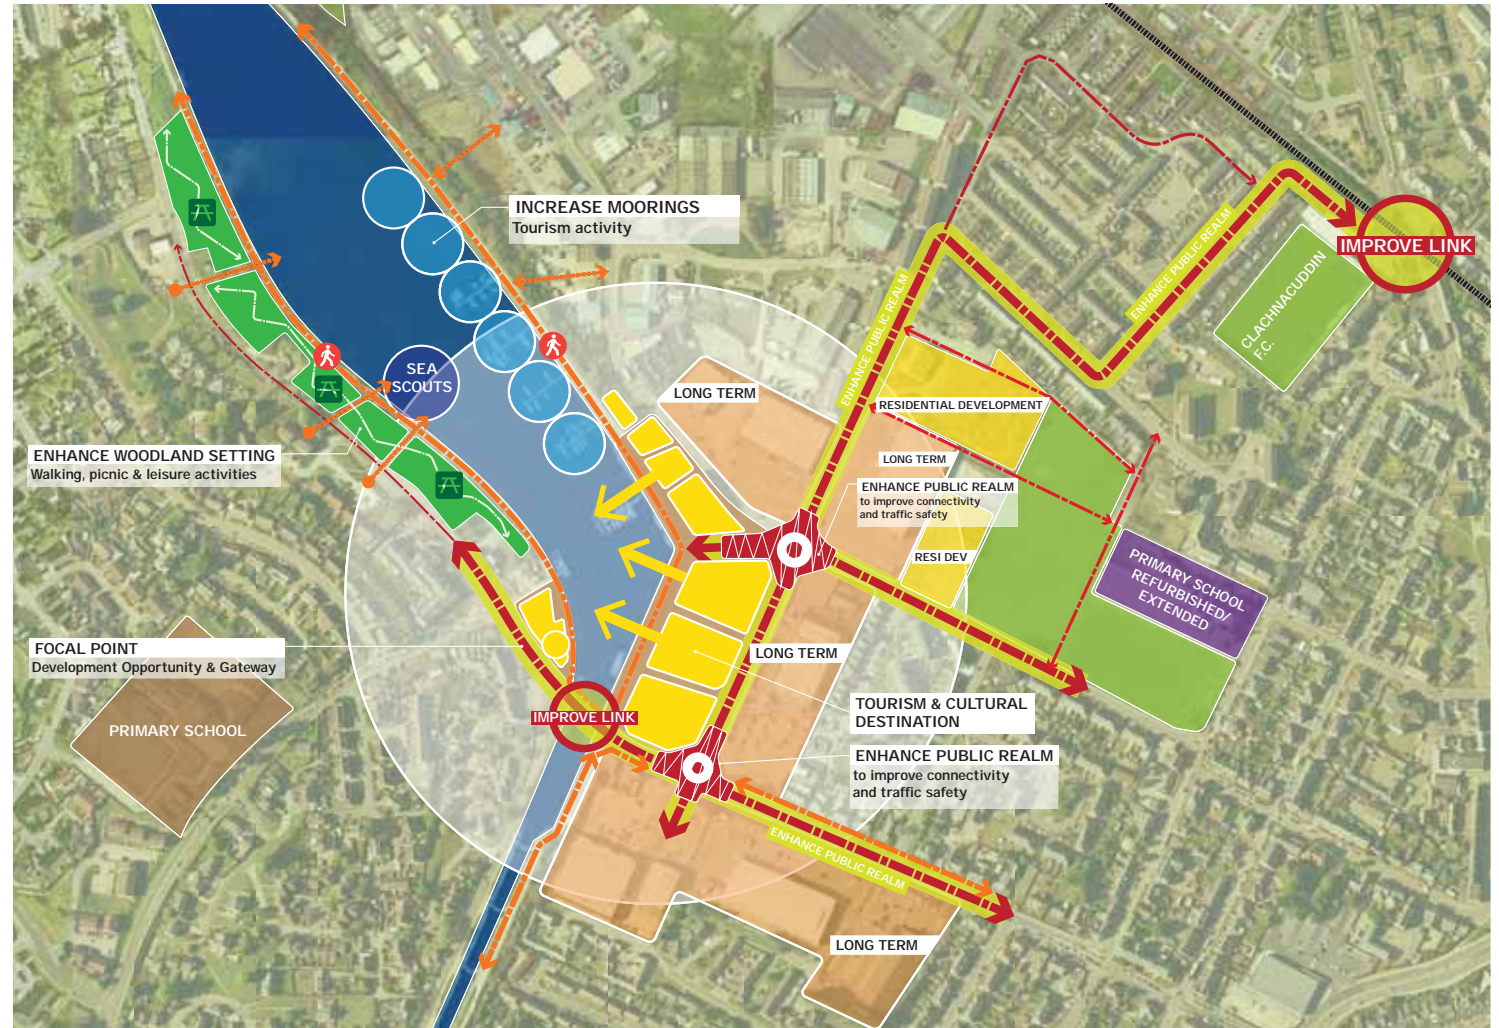 INCREASE MOORINGS
Tourism activity
IMPROVE LINK
ENHANCE PUBLIC REALM
CLACHNACUDDIN
F.C.
ENHANCE PUBLIC REALM
SEA
SCOUTS
LONG TERM
RESIDENTIAL DEVELOPMENT
ENHANCE WOODLAND SETTING
Walking, picnic & leisure activities
LONG TERM
ENHANCE PUBLIC REALM
to improve connectivity
and traffic safety
RESI DEV
PRIMARY SCHOOL
REFURBISHED/
EXTENDED
FOCAL POINT
Development Opportunity & Gateway
LONG TERM
PRIMARY SCHOOL
IMPROVE LINK
TOURISM & CULTURAL
DESTINATION
ENHANCE PUBLIC REALM
to improve connectivity
and traffic safety
ENHANCE PUBLIC REALM
LONG TERM